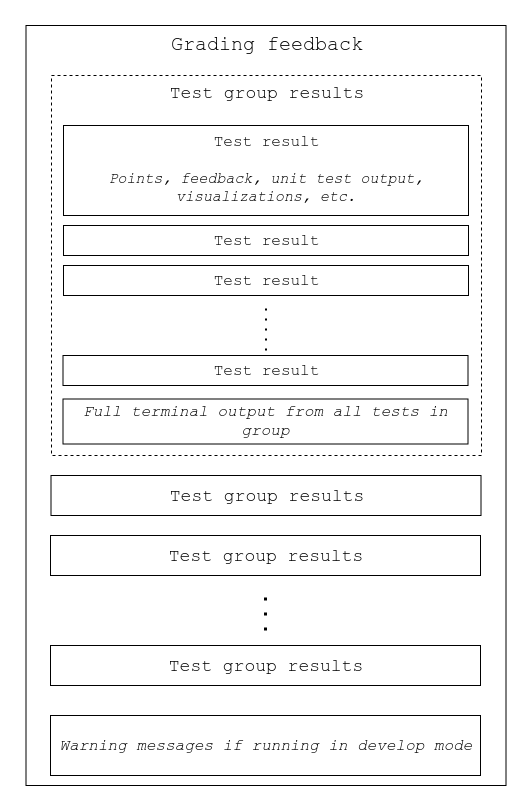 Grading feedback
Test group results
Test result
Points, feedback, unit test output,
visualizations, etc.
Test result
Test result
Test result
Full terminal output from all tests in
group
Test group results
Test group results
Test group results
Warning messages if running in develop mode